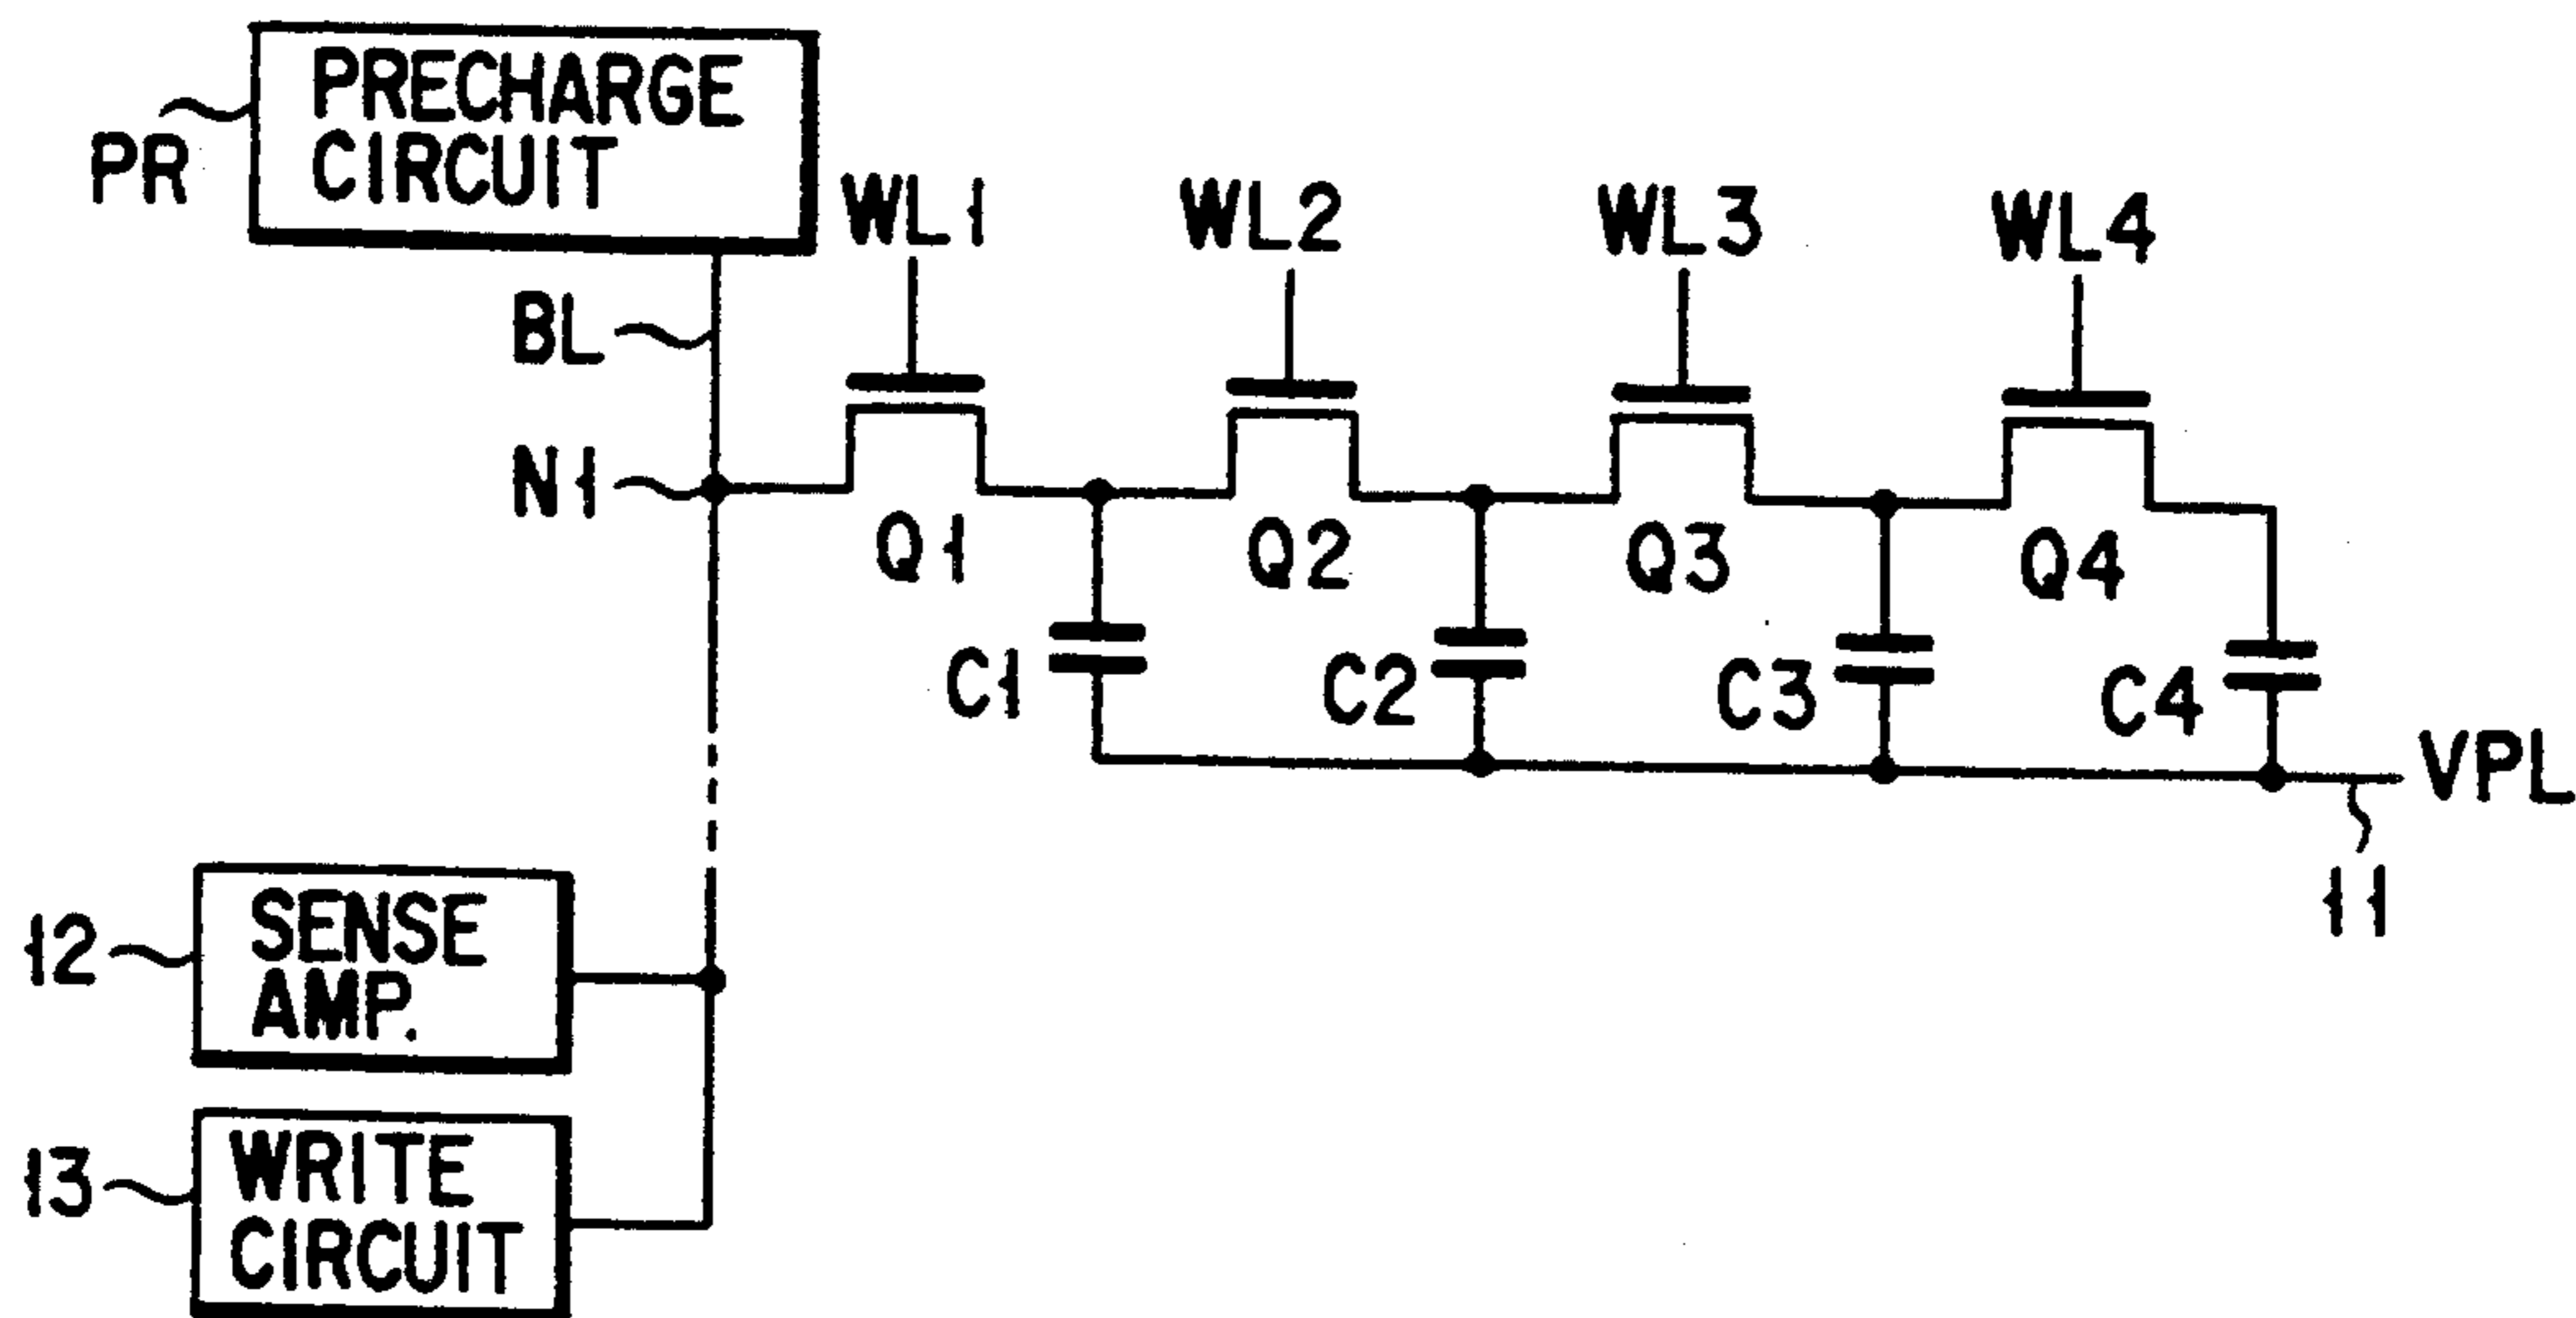 PRECHARGE
CIRCUIT
PR
WL1
WL2
WL3
WL4
BL
N1
Q1
Q2
Q3
Q4
C1
C2
C3
C4
VPL
11
12
SENSE
AMP.
13
WRITE
CIRCUIT